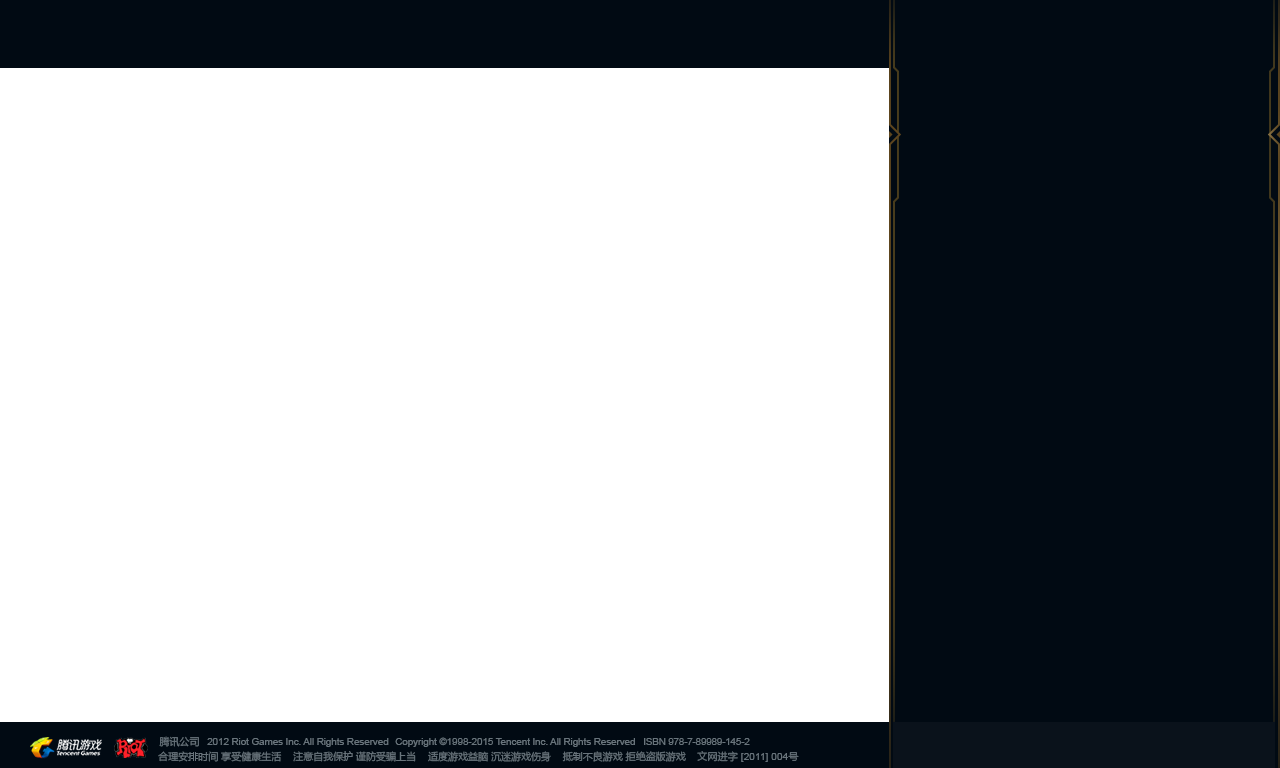 腾讯游戏
Tencent Games
RIOT
腾讯公司 2012 Riot Games Inc. All Rights Reserved Copyright ©1998-2015 Tencent Inc. All Rights Reserved ISBN 978-7-89989-145-2
合理安排时间 享受健康生活 注意自我保护 谨防受骗上当 适度游戏益脑 沉迷游戏伤身 抵制不良游戏 拒绝盗版游戏 文网进字 [2011] 004号